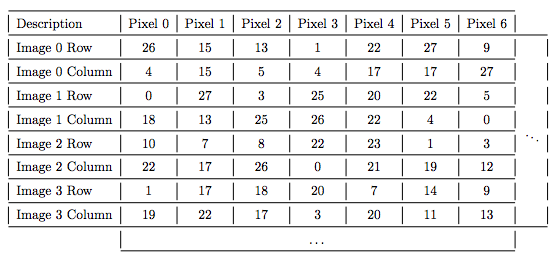 Description Pixel 0 Pixel 1 Pixel 2 Pixel 3 Pixel 4 Pixel 5 Pixel 6
Image 0 Row 26 15 13 1 22 27 9
Image 0 Column 4 15 5 4 17 17 27
Image 1 Row 0 27 3 25 20 22 5
Image 1 Column 18 13 25 26 22 4 0
Image 2 Row 10 7 8 22 23 1 3
Image 2 Column 22 17 26 0 21 19 12
Image 3 Row 1 17 18 20 7 14 9
Image 3 Column 19 22 17 3 20 11 13
⋱
...